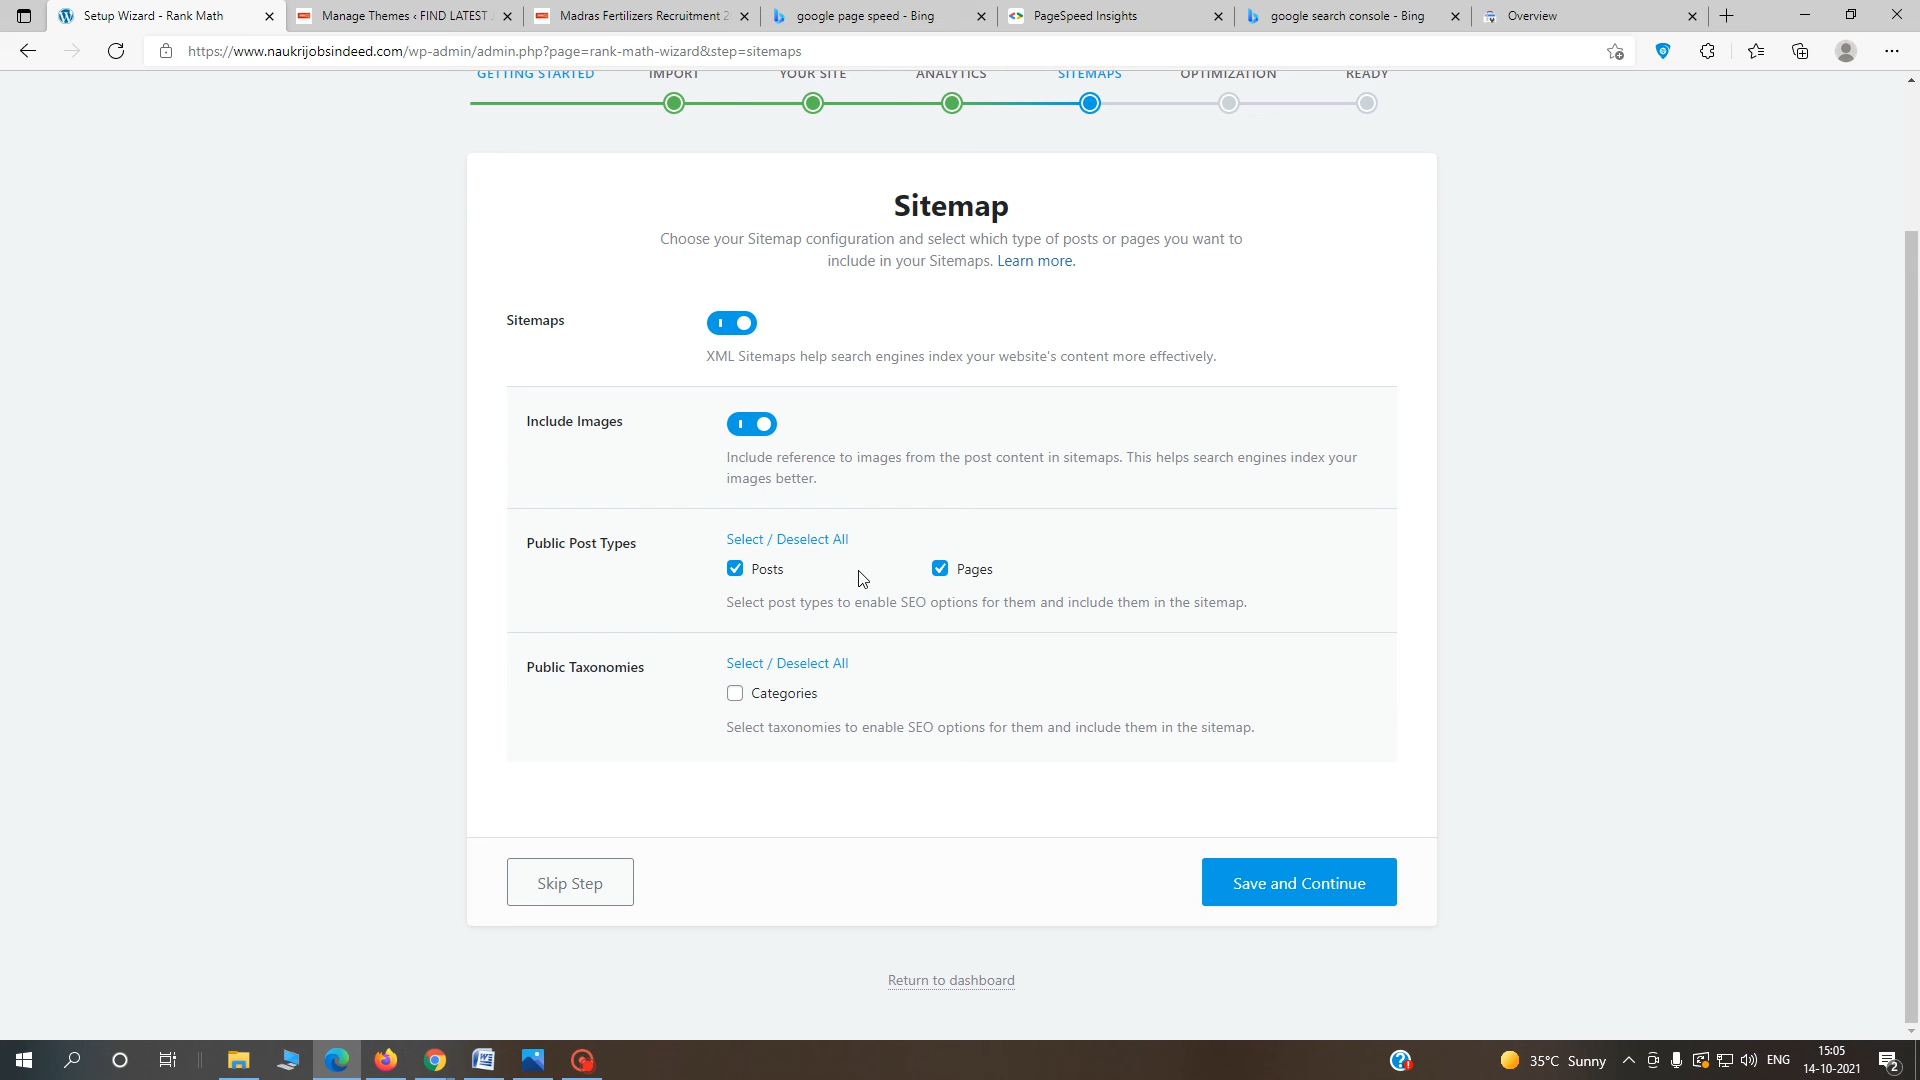 Setup Wizard - Rank Math
Manage Themes ‹ FIND LATEST
Madras Fertilizers Recruitment 2
google page speed - Bing
PageSpeed Insights
google search console - Bing
Overview
https://www.naukrijobsindeed.com/wp-admin/admin.php?page=rank-math-wizard&step=sitemaps
GETTING STARTED IMPORT YOUR SITE ANALYTICS SITEMAPS OPTIMIZATION READY
Sitemap
Choose your Sitemap configuration and select which type of posts or pages you want to
include in your Sitemaps. Learn more.
Sitemaps
XML Sitemaps help search engines index your website's content more effectively.
Include Images
Include reference to images from the post content in sitemaps. This helps search engines index your
images better.
Public Post Types
Select / Deselect All
Posts Pages
Select post types to enable SEO options for them and include them in the sitemap.
Public Taxonomies
Select / Deselect All
Categories
Select taxonomies to enable SEO options for them and include them in the sitemap.
Skip Step
Save and Continue
Return to dashboard
35°C Sunny
ENG
15:05
14-10-2021
2